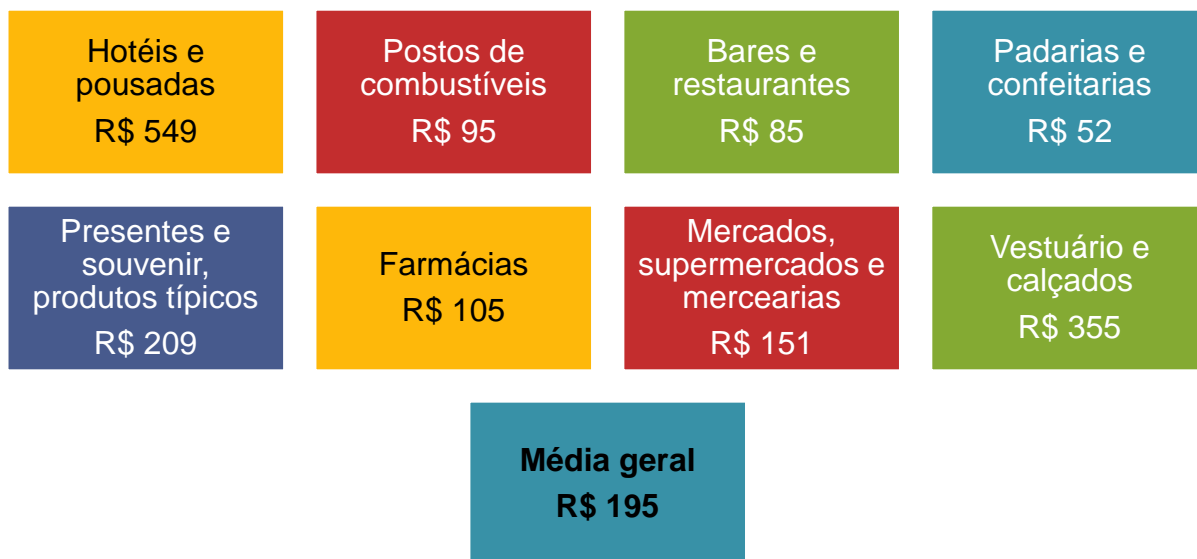 Hotéis e
pousadas
R$ 549
Postos de
combustíveis
R$ 95
Bares e
restaurantes
R$ 85
Padarias e
confeitarias
R$ 52
Presentes e
souvenir,
produtos típicos
R$ 209
Farmácias
R$ 105
Mercados,
supermercados e
mercearias
R$ 151
Vestuário e
calçados
R$ 355
Média geral
R$ 195